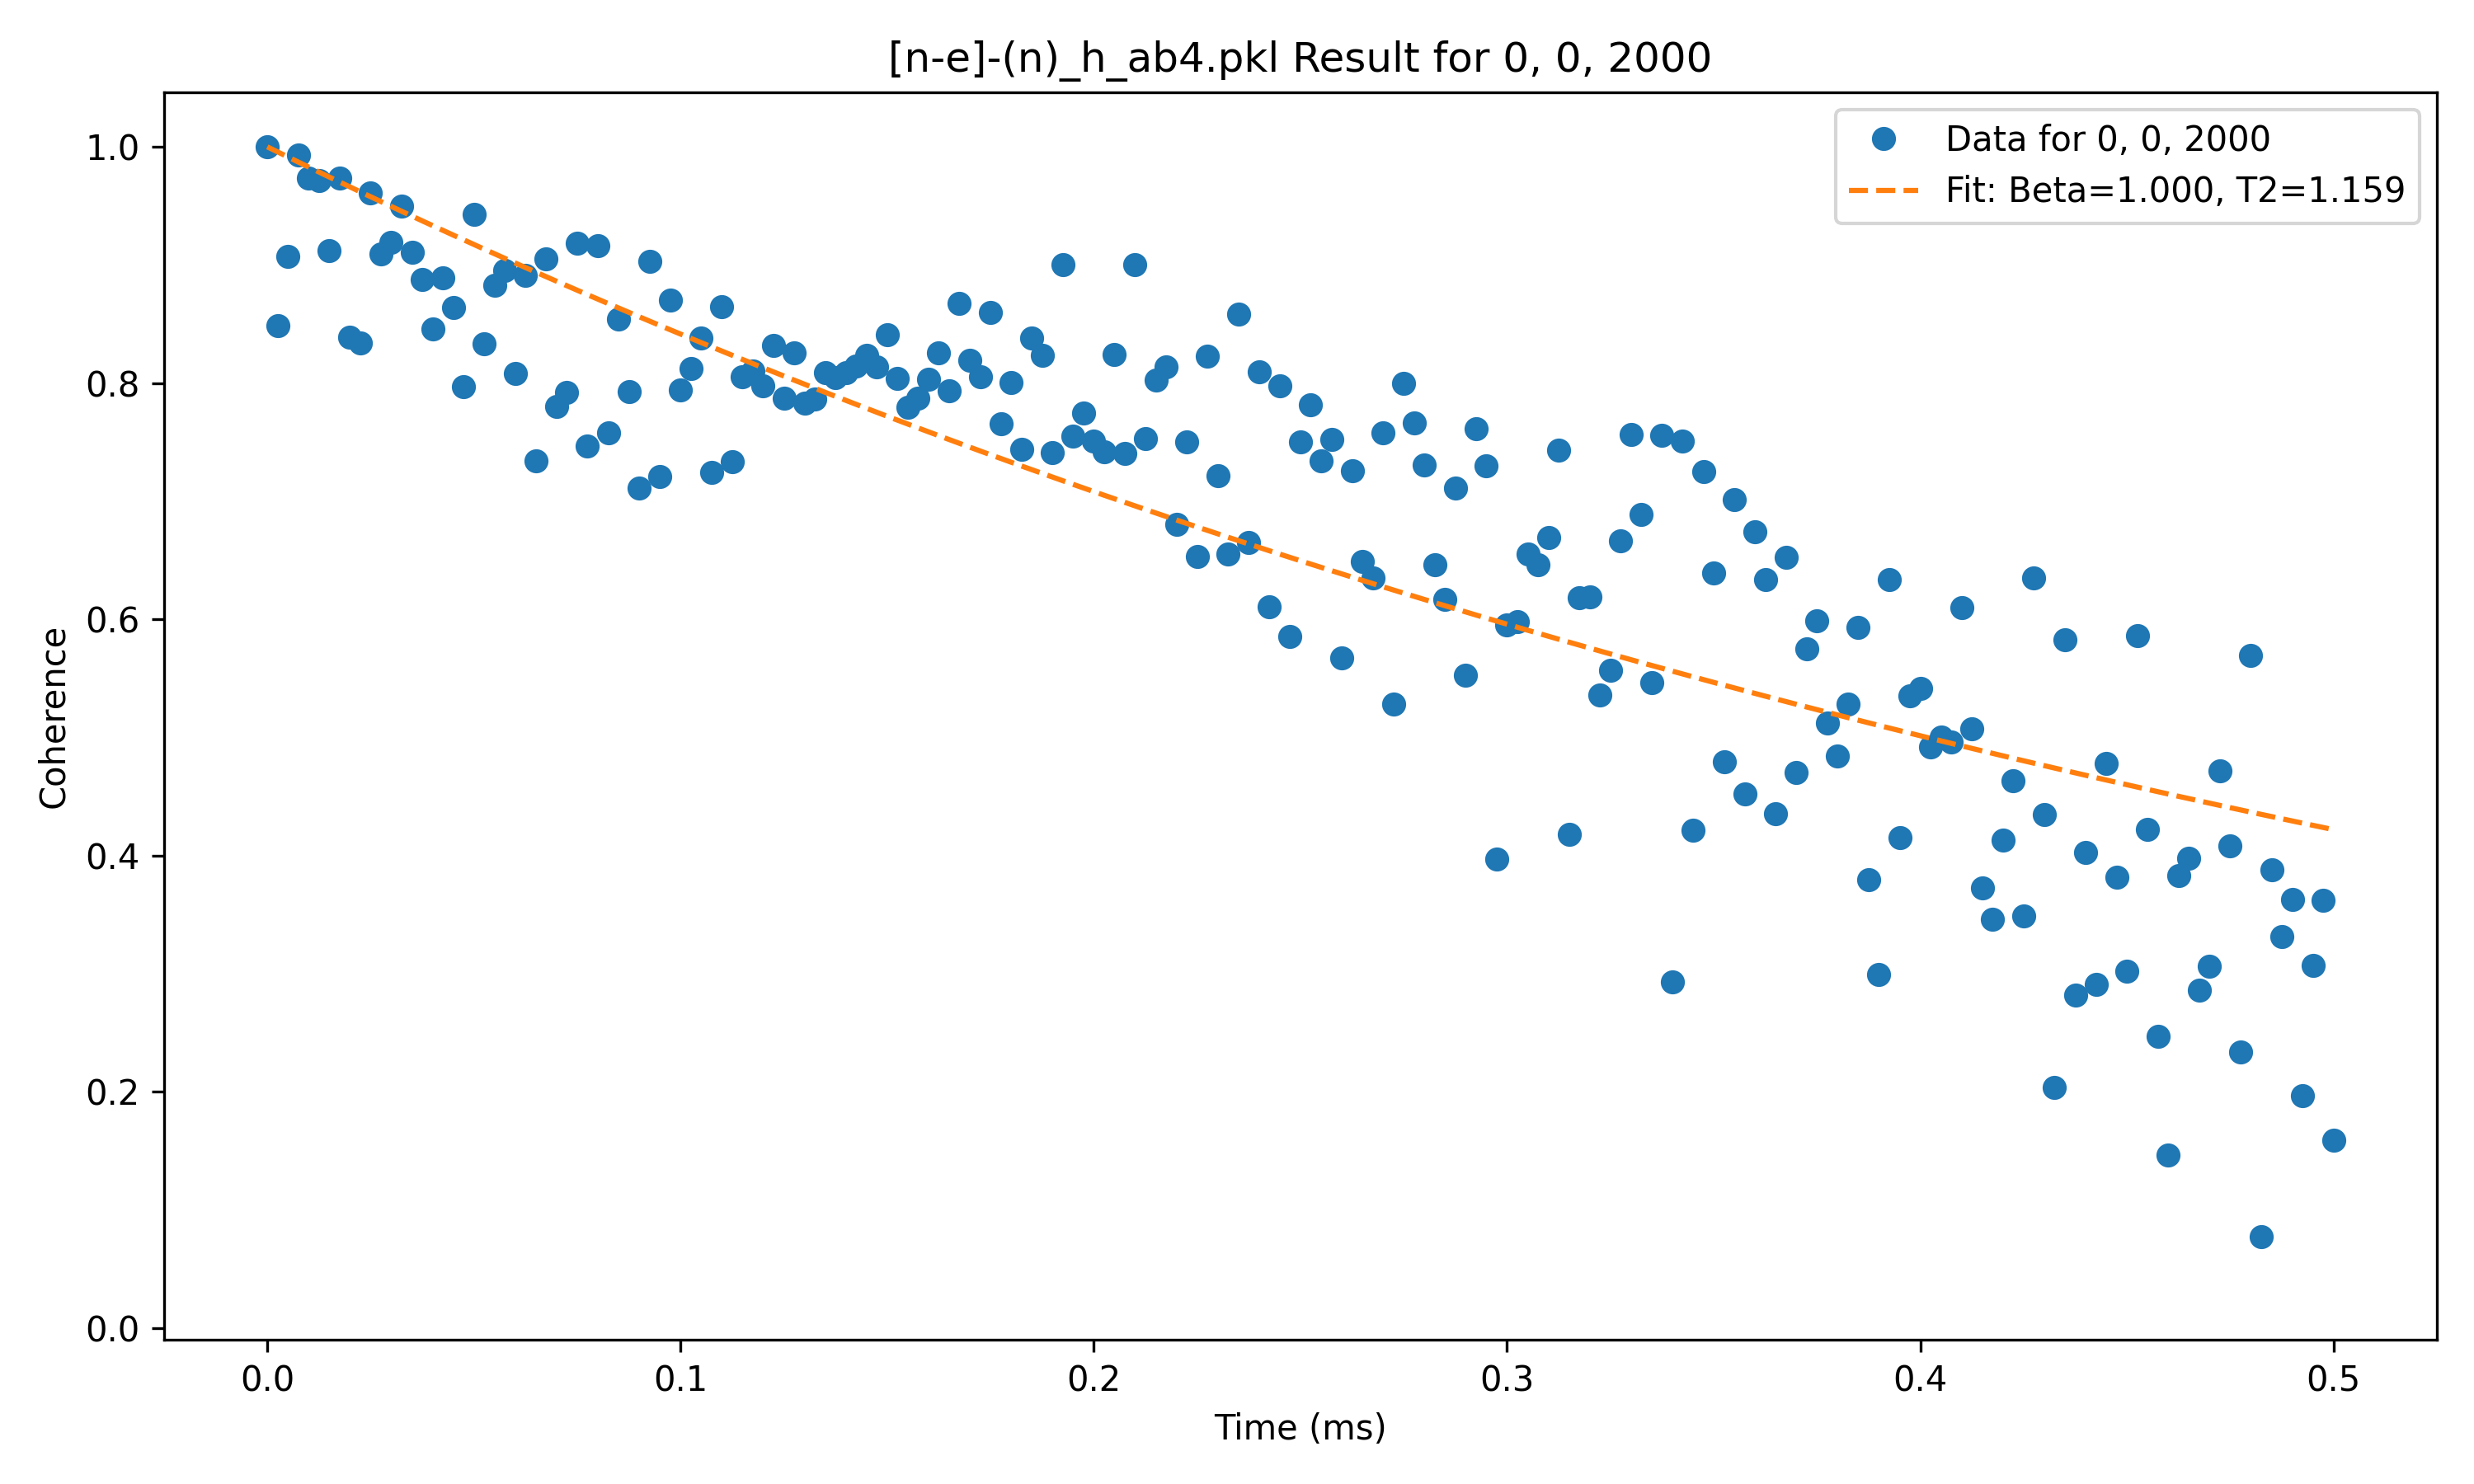 [n-e]-(n)_h_ab4.pkl Result for 0, 0, 2000
Data for 0, 0, 2000
Fit: Beta=1.000, T2=1.159
Coherence
1.0
0.8
0.6
0.4
0.2
0.0
0.0 0.1 0.2 0.3 0.4 0.5
Time (ms)